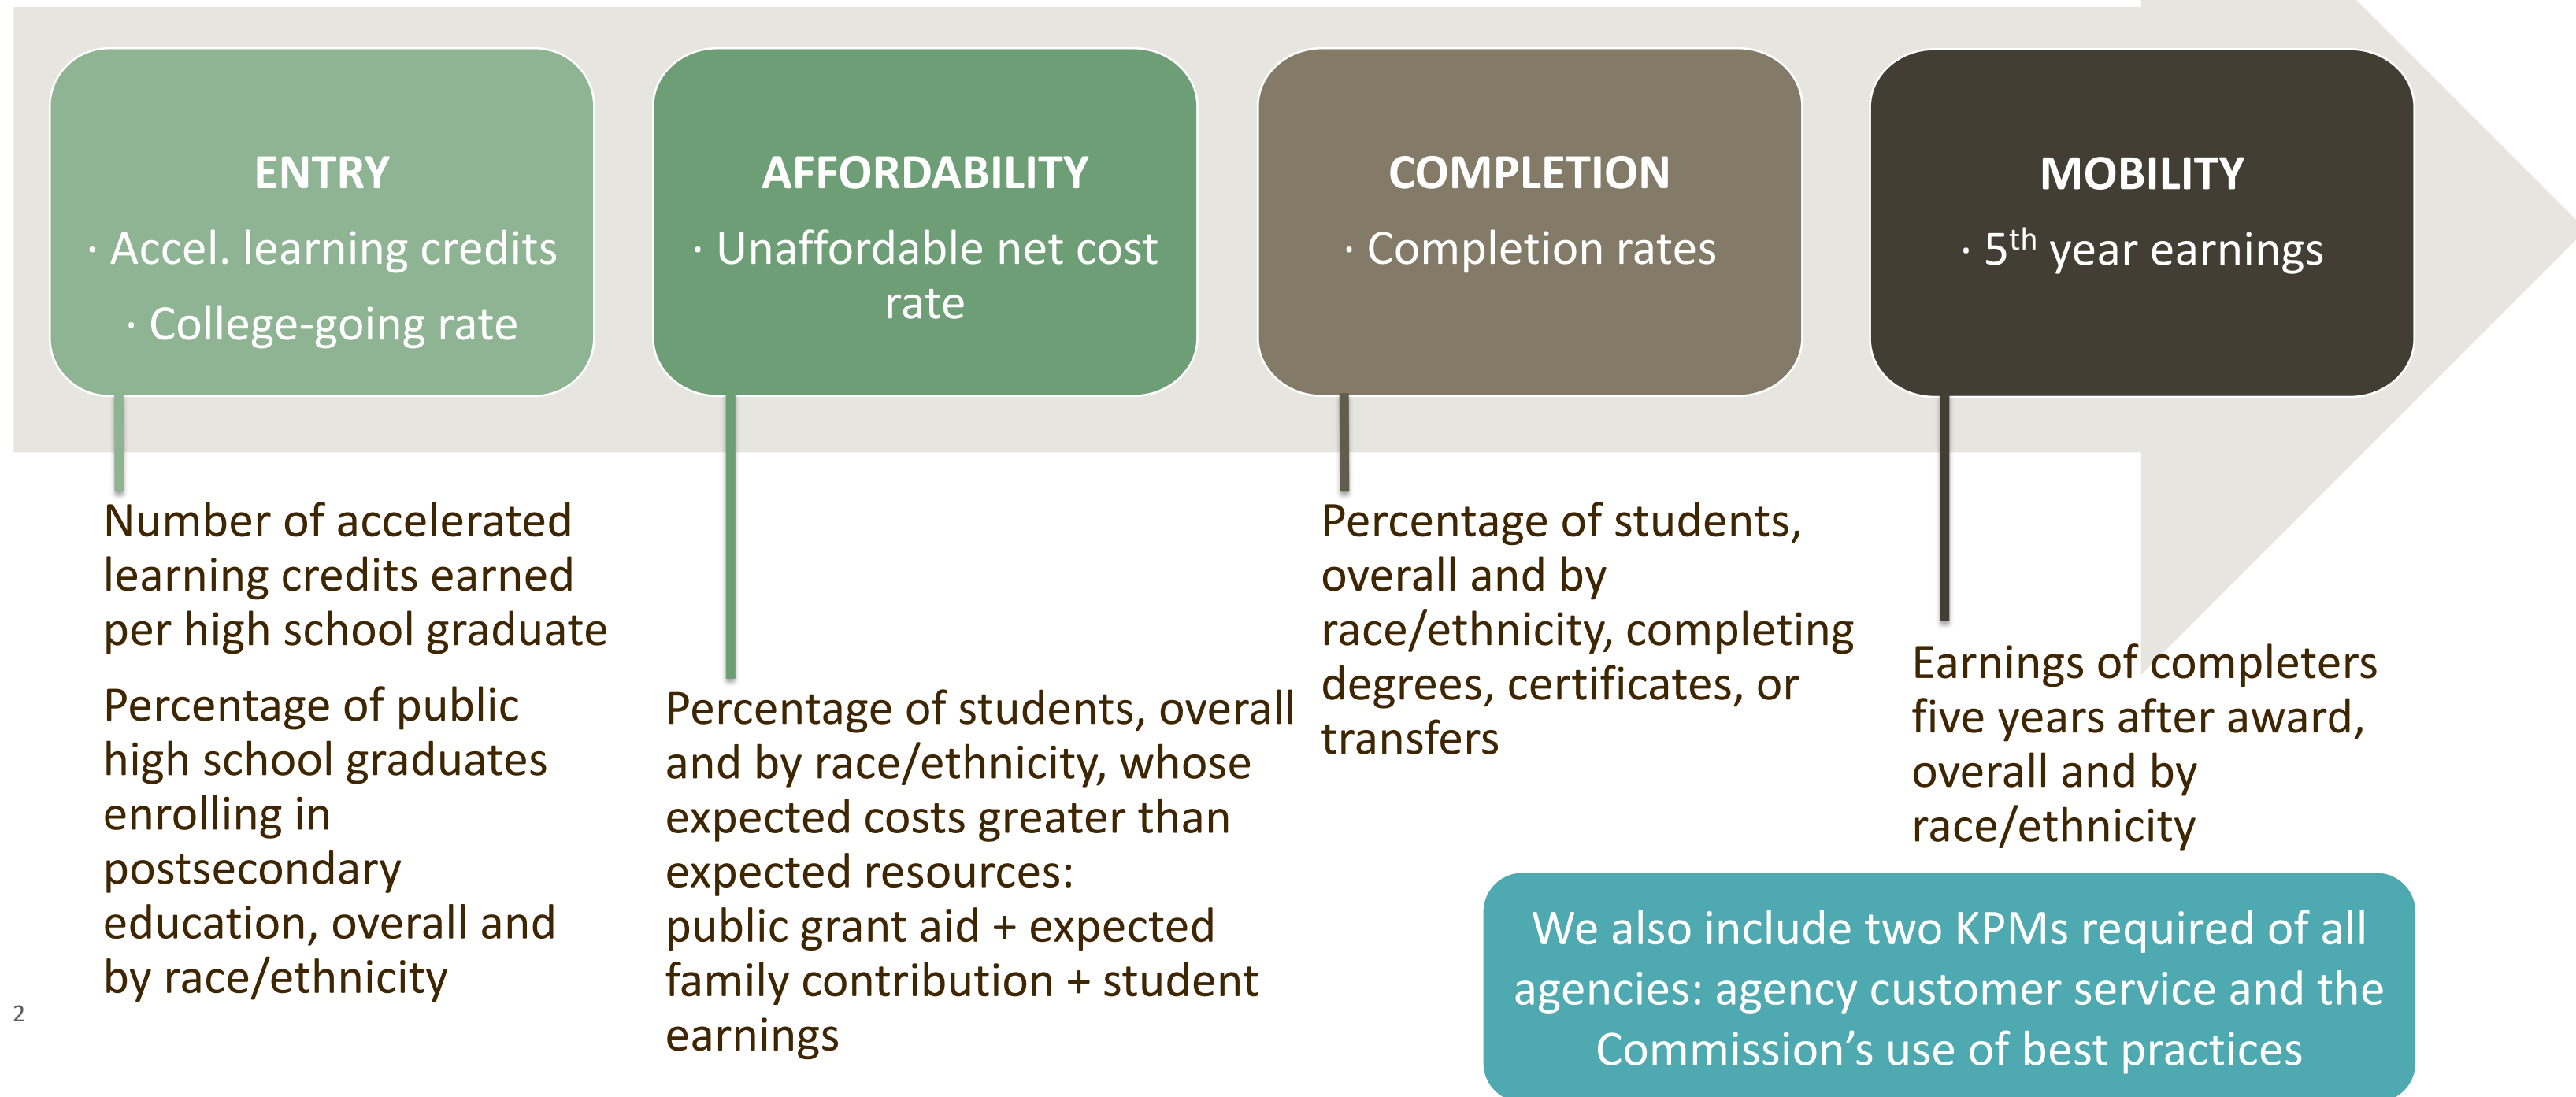 ENTRY
· Accel. learning credits
· College-going rate
AFFORDABILITY
· Unaffordable net cost
rate
COMPLETION
· Completion rates
MOBILITY
· 5th year earnings
Number of accelerated
learning credits earned
per high school graduate
Percentage of public
high school graduates
enrolling in
postsecondary
education, overall and
by race/ethnicity
Percentage of students, overall
and by race/ethnicity, whose
expected costs greater than
expected resources:
public grant aid + expected
family contribution + student
earnings
Percentage of students,
overall and by
race/ethnicity, completing
degrees, certificates, or
transfers
Earnings of completers
five years after award,
overall and by
race/ethnicity
We also include two KPMs required of all
agencies: agency customer service and the
Commission’s use of best practices
2